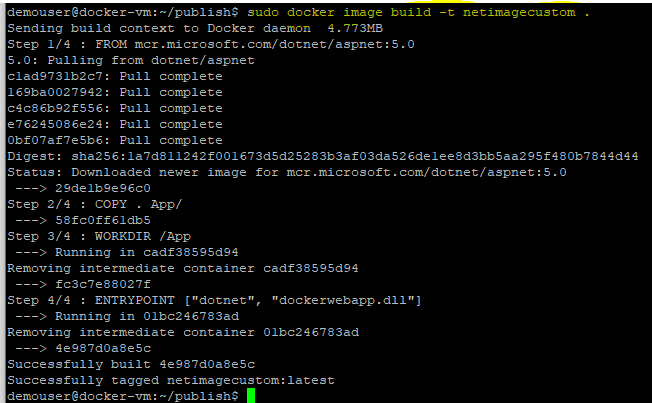 demouser@docker-vm:~/publish$ sudo docker image build -t netimagecustom .
Sending build context to Docker daemon  4.773MB
Step 1/4 : FROM mcr.microsoft.com/dotnet/aspnet:5.0
5.0: Pulling from dotnet/aspnet
c1ad9731b2c7: Pull complete
169ba0027942: Pull complete
c4c86b92f556: Pull complete
e76245086e24: Pull complete
0bf07af7e5b6: Pull complete
Digest: sha256:1a7d811242f001673d5d25283b3af03da526de1ee8d3bb5aa295f480b7844d44
Status: Downloaded newer image for mcr.microsoft.com/dotnet/aspnet:5.0
 ---> 29de1b9e96c0
Step 2/4 : COPY . App/
 ---> 58fc0ff61db5
Step 3/4 : WORKDIR /App
 ---> Running in cadf38595d94
Removing intermediate container cadf38595d94
 ---> fc3c7e88027f
Step 4/4 : ENTRYPOINT ["dotnet", "dockerwebapp.dll"]
 ---> Running in 01bc246783ad
Removing intermediate container 01bc246783ad
 ---> 4e987d0a8e5c
Successfully built 4e987d0a8e5c
Successfully tagged netimagecustom:latest
demouser@docker-vm:~/publish$